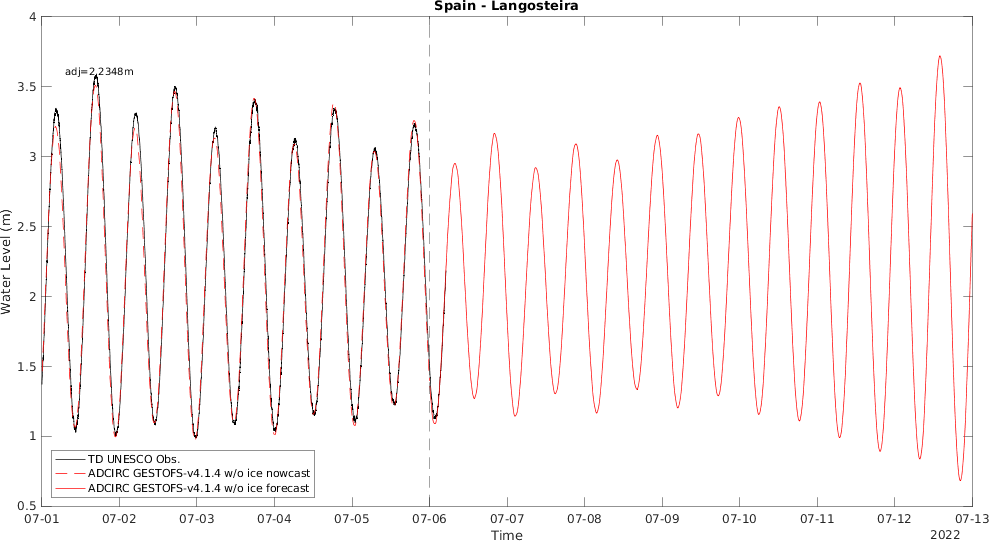 Spain - Langosteira
4
3.5
3
2.5
2
1.5
1
0.5
Water Level (m)
adj=2.2348m
TD UNESCO Obs.
ADCIRC GESTOFS-v4.1.4 w/o ice nowcast
ADCIRC GESTOFS-v4.1.4 w/o ice forecast
07-01 07-02 07-03 07-04 07-05 07-06 07-07 07-08 07-09 07-10 07-11 07-12 07-13
Time
2022